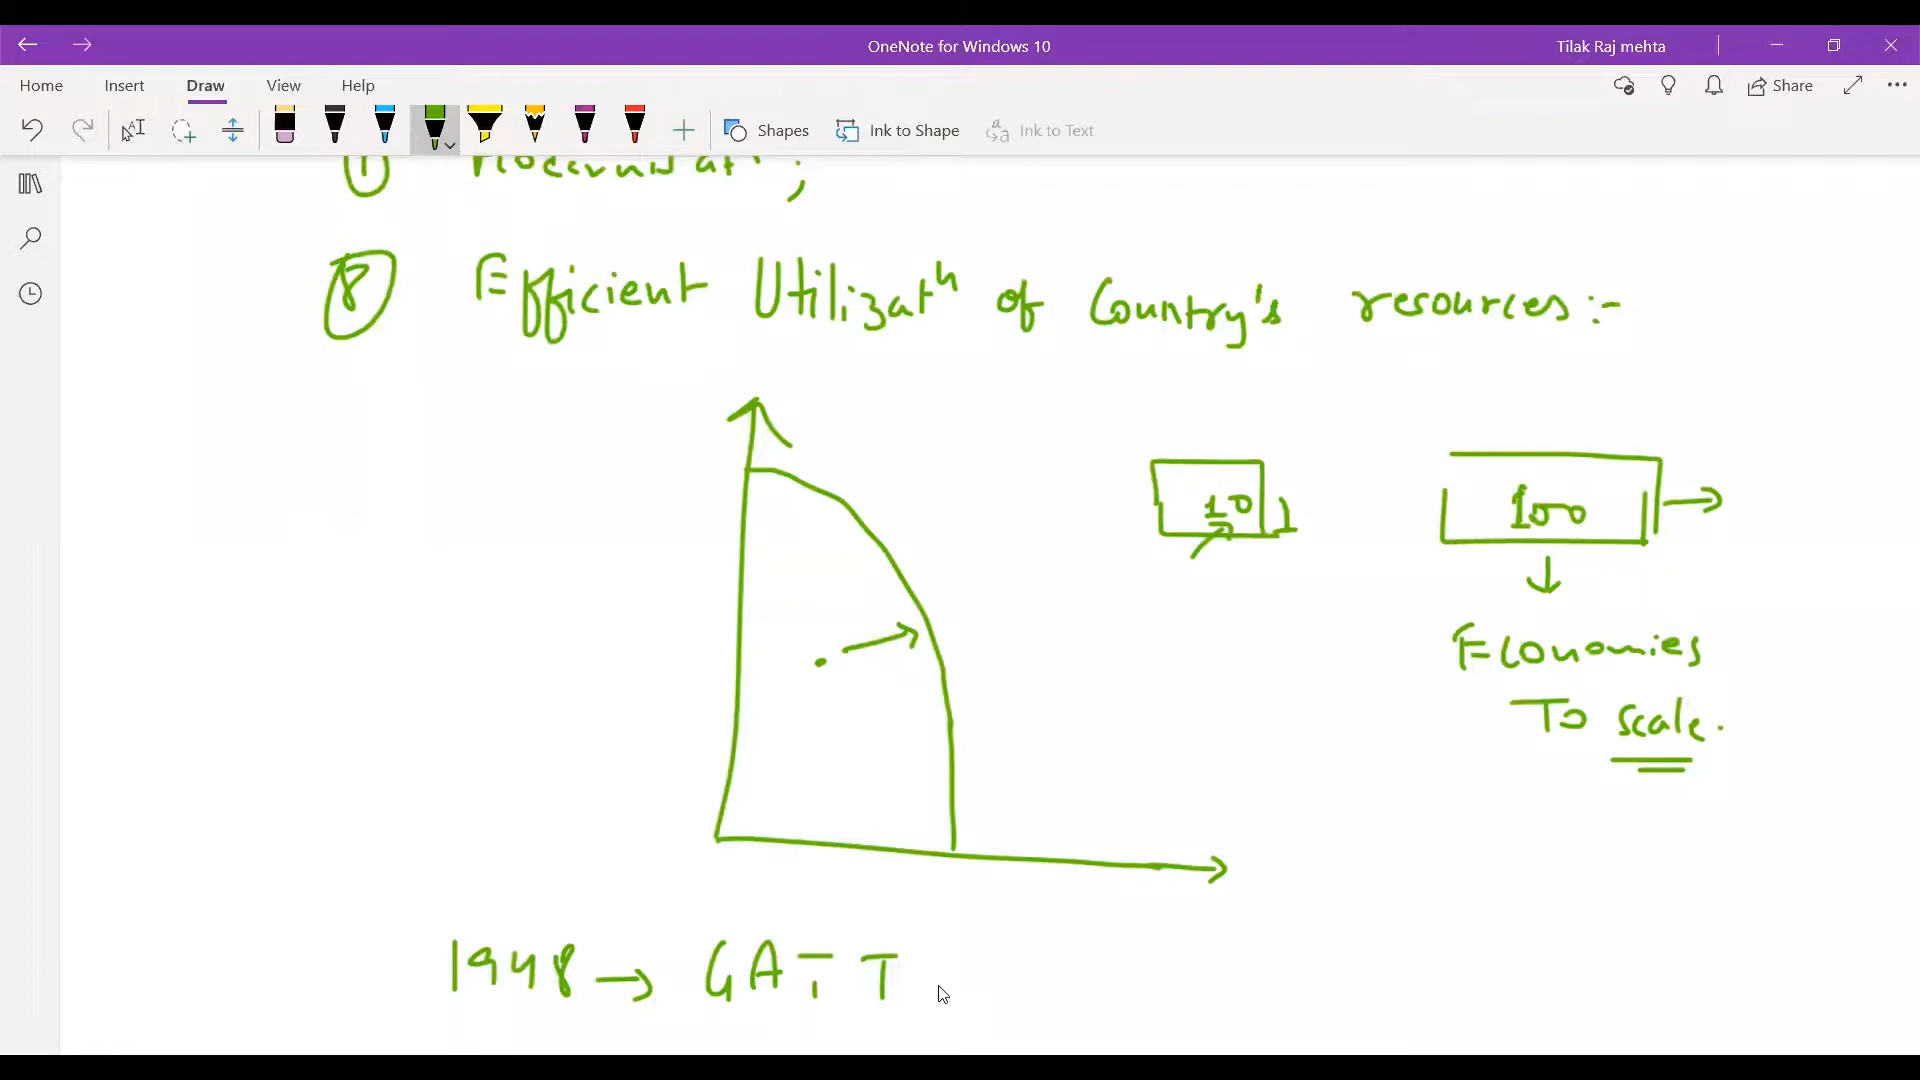 OneNote for Windows 10
Tilak Raj mehta
Home Insert Draw View Help
Share
Shapes Ink to Shape Ink to Text
⑧ Efficient Utilizatⁿ of Country's resources :-
10 1
100
Economies
To scale.
1948 → GATT